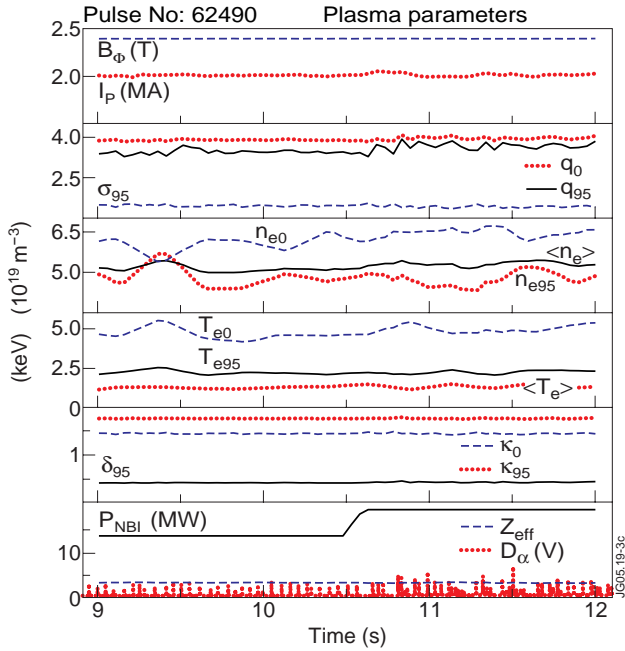 Pulse No: 62490 Plasma parameters
2.5
B_Φ (T)
2.0
I_P (MA)
4.0
q_0
2.5
q_95
σ_95
6.5
n_e0
<n_e>
5.0
n_e95
(10^19 m^−3)
5.0
T_e0
T_e95
2.5
<T_e>
(keV)
0
κ_0
1
κ_95
δ_95
P_NBI (MW)
Z_eff
10
D_α (V)
0
9 10 11 12
Time (s)
JG05.19-3c